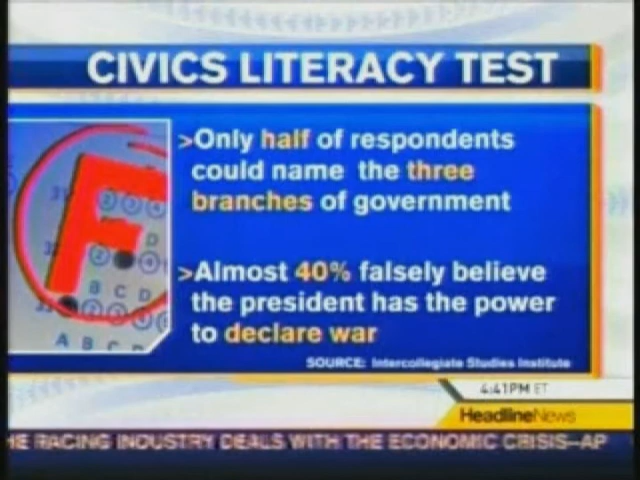 CIVICS LITERACY TEST
>Only half of respondents
could name the three
branches of government
>Almost 40% falsely believe
the president has the power
to declare war
SOURCE: Intercollegiate Studies Institute
F
D
B C D
A B C D
4:41PM ET
HeadlineNews
HE RACING INDUSTRY DEALS WITH THE ECONOMIC CRISIS—AP